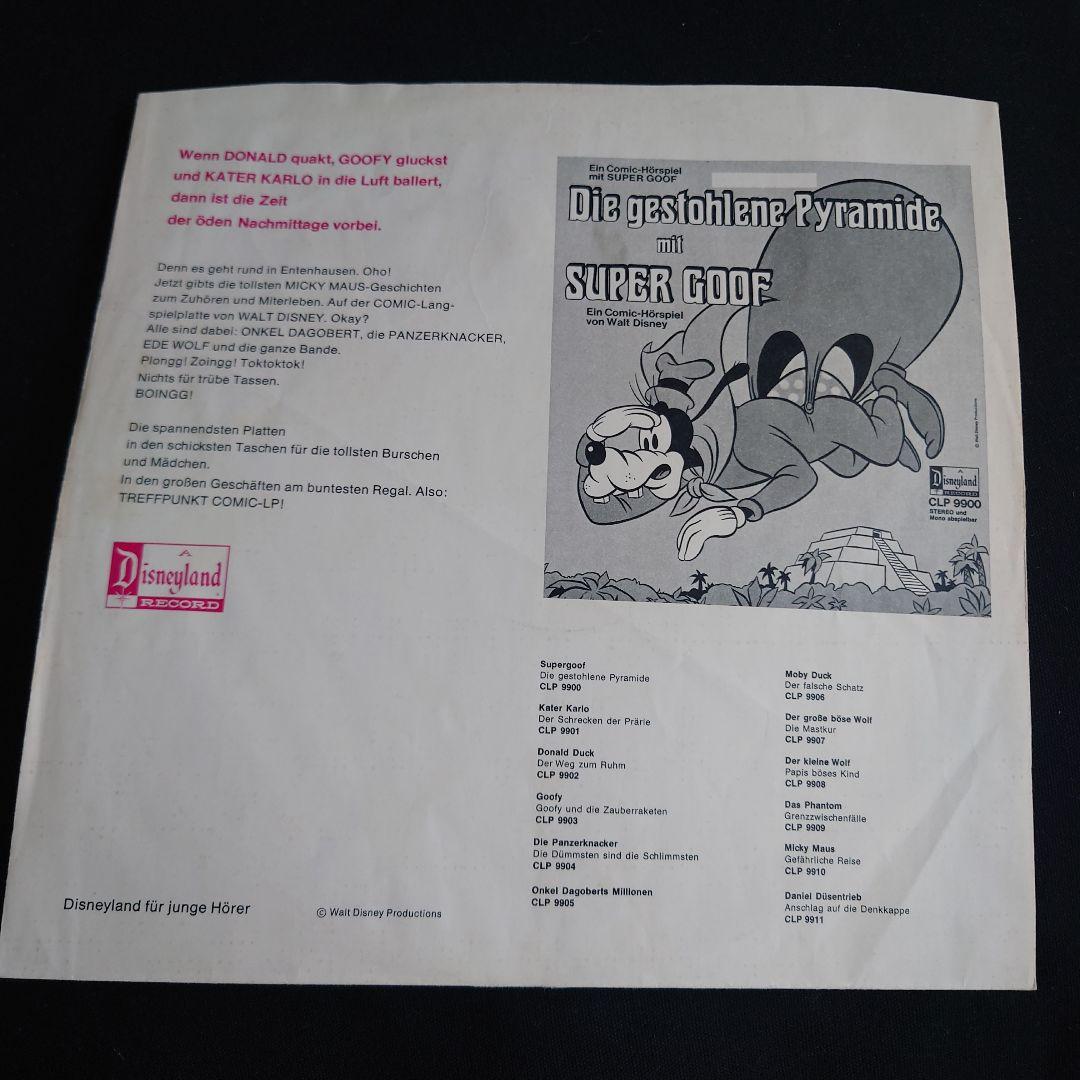 Wenn DONALD quakt, GOOFY gluckst
und KATER KARLO in die Luft ballert,
dann ist die Zeit
der öden Nachmittage vorbei.
Denn es geht rund in Entenhausen. Oho!
Jetzt gibts die tollsten MICKY MAUS-Geschichten
zum Zuhören und Miterleben. Auf der COMIC-Lang-
spielplatte von WALT DISNEY. Okay?
Alle sind dabei: ONKEL DAGOBERT, die PANZERKNACKER,
EDE WOLF und die ganze Bande.
Plongg! Zoingg! Toktoktok!
Nichts für trübe Tassen.
BOINGG!
Die spannendsten Platten
in den schicksten Taschen für die tollsten Burschen
und Mädchen.
In den großen Geschäften am buntesten Regal. Also:
TREFFPUNKT COMIC-LP!
A
Disneyland
RECORD
Disneyland für junge Hörer
© Walt Disney Productions
Ein Comic-Hörspiel
mit SUPER GOOF
Die gestohlene Pyramide
mit
SUPER GOOF
Ein Comic-Hörspiel
von Walt Disney
© Walt Disney Productions
A
Disneyland
RECORD
CLP 9900
STEREO und
Mono abspielbar
Supergoof
Die gestohlene Pyramide
CLP 9900
Kater Karlo
Der Schrecken der Prärie
CLP 9901
Donald Duck
Der Weg zum Ruhm
CLP 9902
Goofy
Goofy und die Zauberraketen
CLP 9903
Die Panzerknacker
Die Dümmsten sind die Schlimmsten
CLP 9904
Onkel Dagoberts Millionen
CLP 9905
Moby Duck
Der falsche Schatz
CLP 9906
Der große böse Wolf
Die Mastkur
CLP 9907
Der kleine Wolf
Papis böses Kind
CLP 9908
Das Phantom
Grenzzwischenfälle
CLP 9909
Micky Maus
Gefährliche Reise
CLP 9910
Daniel Düsentrieb
Anschlag auf die Denkkappe
CLP 9911